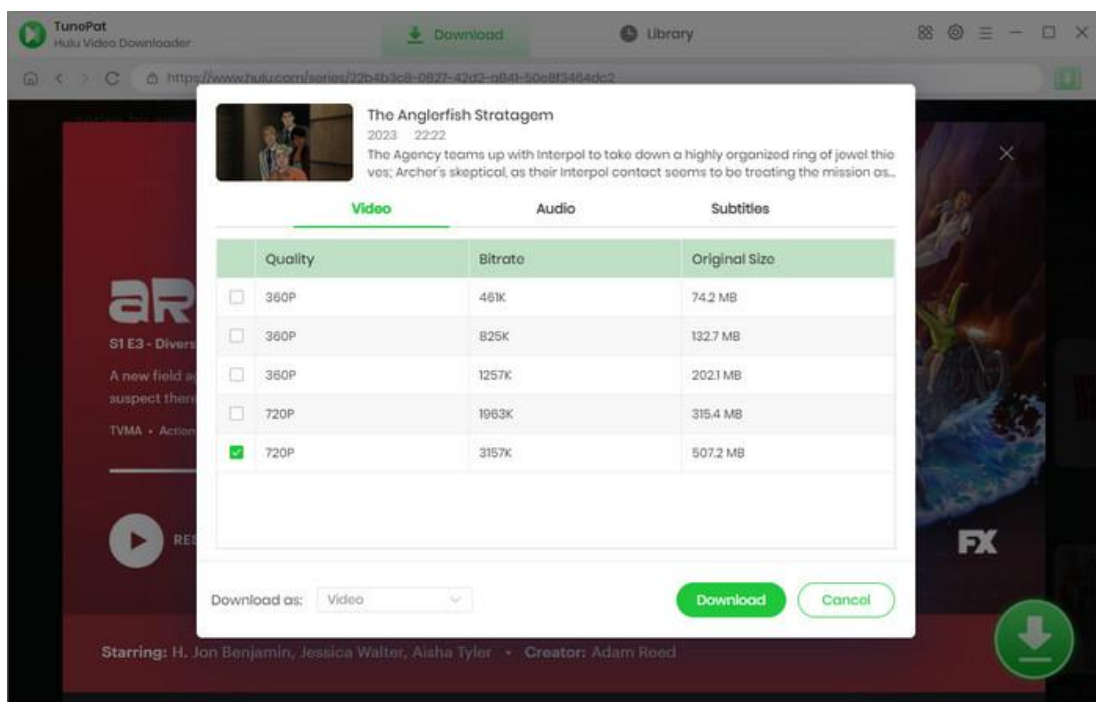 TunePat
Hulu Video Downloader
Download
Library
https://www.hulu.com/series/22b4b3c8-0827-42d2-a841-50e8f3464dc2
The Anglerfish Stratagem
2023 22:22
The Agency teams up with Interpol to take down a highly organized ring of jewel thie
ves; Archer's skeptical, as their Interpol contact seems to be treating the mission as...
Video Audio Subtitles
Quality Bitrate Original Size
360P 461K 74.2 MB
360P 825K 132.7 MB
360P 1257K 202.1 MB
720P 1963K 315.4 MB
720P 3157K 507.2 MB
Download as: Video
Download
Cancel
aR
S1 E3 - Divers
A new field a
suspect there
TVMA • Action
RES
FX
Starring: H. Jon Benjamin, Jessica Walter, Aisha Tyler • Creator: Adam Reed